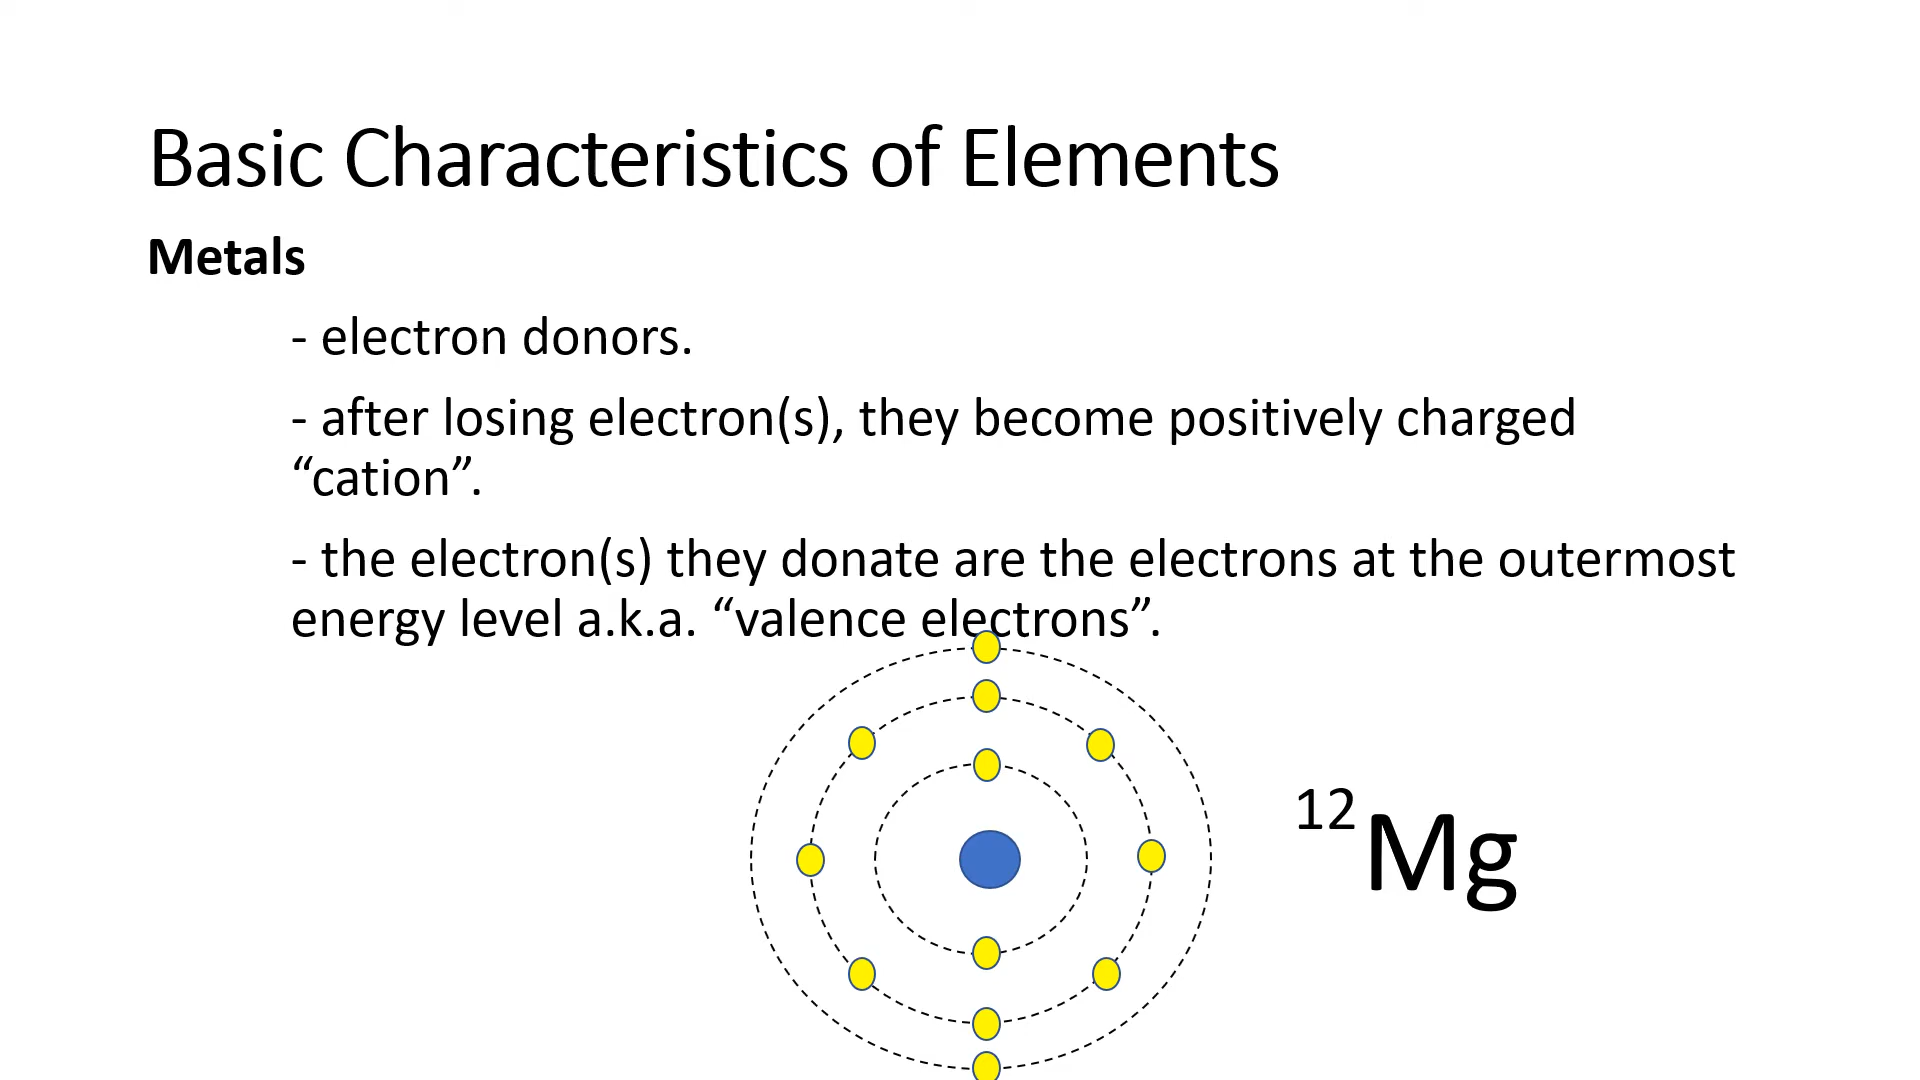 Basic Characteristics of Elements
Metals
- electron donors.
- after losing electron(s), they become positively charged
“cation”.
- the electron(s) they donate are the electrons at the outermost
energy level a.k.a. “valence electrons”.
12Mg